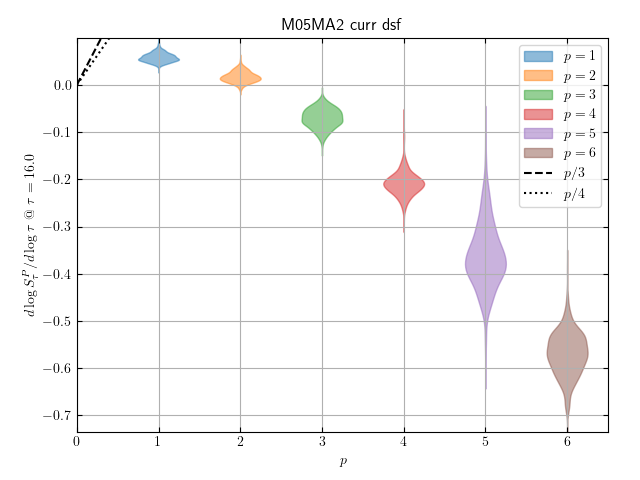 M05MA2 curr dsf
d log S_τ^P / d log τ @ τ = 16.0
0.0
−0.1
−0.2
−0.3
−0.4
−0.5
−0.6
−0.7
0 1 2 3 4 5 6
p
p = 1
p = 2
p = 3
p = 4
p = 5
p = 6
p/3
p/4